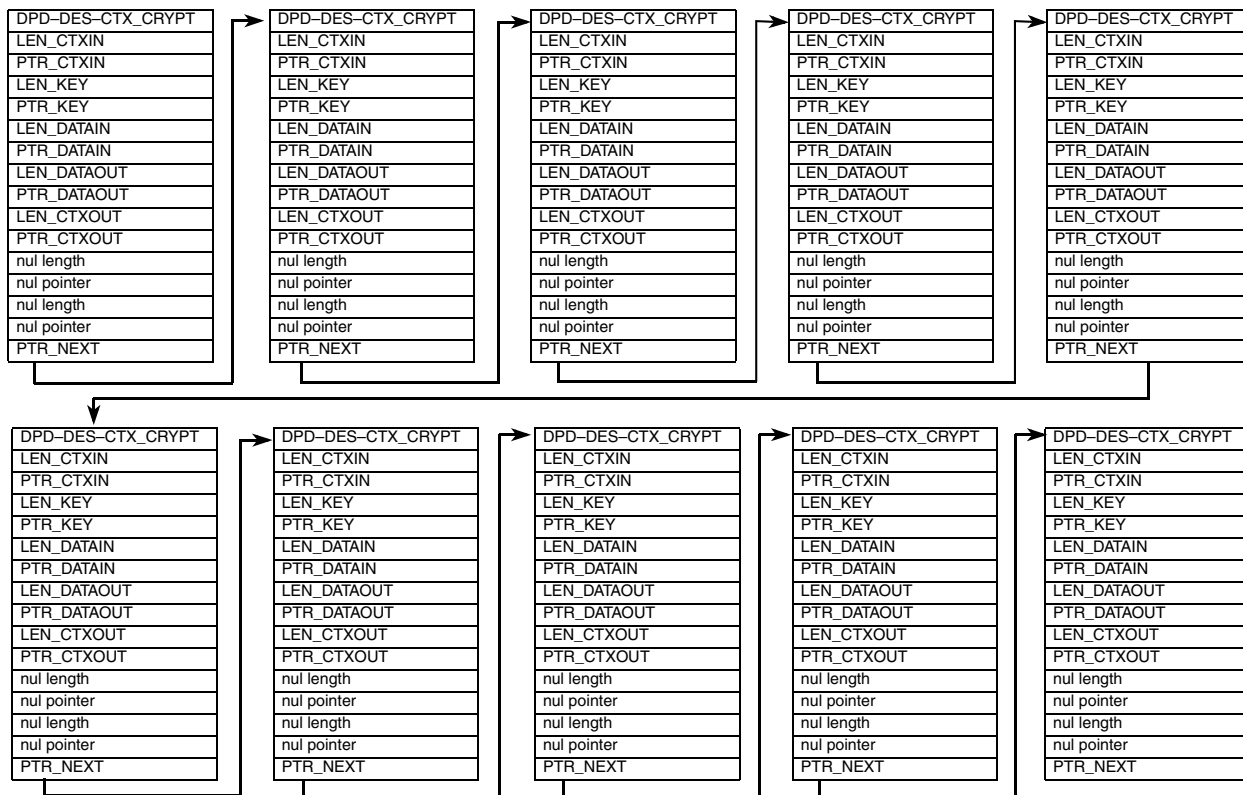 DPD–DES–CTX_CRYPT
LEN_CTXIN
PTR_CTXIN
LEN_KEY
PTR_KEY
LEN_DATAIN
PTR_DATAIN
LEN_DATAOUT
PTR_DATAOUT
LEN_CTXOUT
PTR_CTXOUT
nul length
nul pointer
nul length
nul pointer
PTR_NEXT
DPD–DES–CTX_CRYPT
LEN_CTXIN
PTR_CTXIN
LEN_KEY
PTR_KEY
LEN_DATAIN
PTR_DATAIN
LEN_DATAOUT
PTR_DATAOUT
LEN_CTXOUT
PTR_CTXOUT
nul length
nul pointer
nul length
nul pointer
PTR_NEXT
DPD–DES–CTX_CRYPT
LEN_CTXIN
PTR_CTXIN
LEN_KEY
PTR_KEY
LEN_DATAIN
PTR_DATAIN
LEN_DATAOUT
PTR_DATAOUT
LEN_CTXOUT
PTR_CTXOUT
nul length
nul pointer
nul length
nul pointer
PTR_NEXT
DPD–DES–CTX_CRYPT
LEN_CTXIN
PTR_CTXIN
LEN_KEY
PTR_KEY
LEN_DATAIN
PTR_DATAIN
LEN_DATAOUT
PTR_DATAOUT
LEN_CTXOUT
PTR_CTXOUT
nul length
nul pointer
nul length
nul pointer
PTR_NEXT
DPD–DES–CTX_CRYPT
LEN_CTXIN
PTR_CTXIN
LEN_KEY
PTR_KEY
LEN_DATAIN
PTR_DATAIN
LEN_DATAOUT
PTR_DATAOUT
LEN_CTXOUT
PTR_CTXOUT
nul length
nul pointer
nul length
nul pointer
PTR_NEXT
DPD–DES–CTX_CRYPT
LEN_CTXIN
PTR_CTXIN
LEN_KEY
PTR_KEY
LEN_DATAIN
PTR_DATAIN
LEN_DATAOUT
PTR_DATAOUT
LEN_CTXOUT
PTR_CTXOUT
nul length
nul pointer
nul length
nul pointer
PTR_NEXT
DPD–DES–CTX_CRYPT
LEN_CTXIN
PTR_CTXIN
LEN_KEY
PTR_KEY
LEN_DATAIN
PTR_DATAIN
LEN_DATAOUT
PTR_DATAOUT
LEN_CTXOUT
PTR_CTXOUT
nul length
nul pointer
nul length
nul pointer
PTR_NEXT
DPD–DES–CTX_CRYPT
LEN_CTXIN
PTR_CTXIN
LEN_KEY
PTR_KEY
LEN_DATAIN
PTR_DATAIN
LEN_DATAOUT
PTR_DATAOUT
LEN_CTXOUT
PTR_CTXOUT
nul length
nul pointer
nul length
nul pointer
PTR_NEXT
DPD–DES–CTX_CRYPT
LEN_CTXIN
PTR_CTXIN
LEN_KEY
PTR_KEY
LEN_DATAIN
PTR_DATAIN
LEN_DATAOUT
PTR_DATAOUT
LEN_CTXOUT
PTR_CTXOUT
nul length
nul pointer
nul length
nul pointer
PTR_NEXT
DPD–DES–CTX_CRYPT
LEN_CTXIN
PTR_CTXIN
LEN_KEY
PTR_KEY
LEN_DATAIN
PTR_DATAIN
LEN_DATAOUT
PTR_DATAOUT
LEN_CTXOUT
PTR_CTXOUT
nul length
nul pointer
nul length
nul pointer
PTR_NEXT